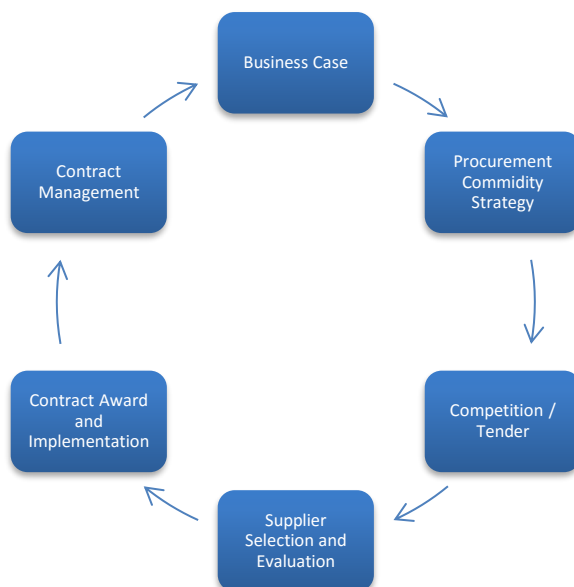 Business Case
Procurement
Commidity
Strategy
Competition /
Tender
Supplier
Selection and
Evaluation
Contract Award
and
Implementation
Contract
Management